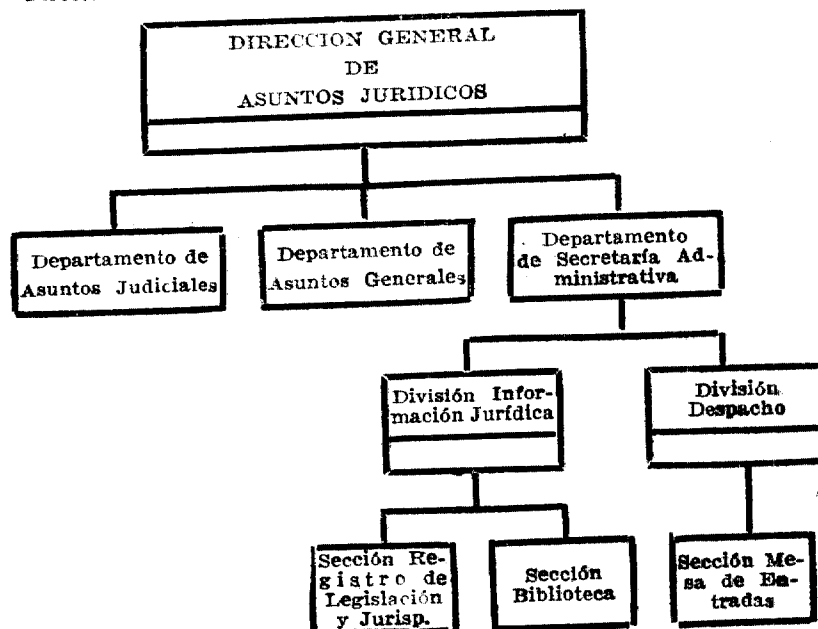 DIRECCION GENERAL
DE
ASUNTOS JURIDICOS
Departamento de
Asuntos Judiciales
Departamento de
Asuntos Generales
Departamento
de Secretaría Ad-
ministrativa
División Infor-
mación Jurídica
División
Despacho
Sección Re-
gistro de
Legislación
y Jurisp.
Sección
Biblioteca
Sección Me-
sa de En-
tradas